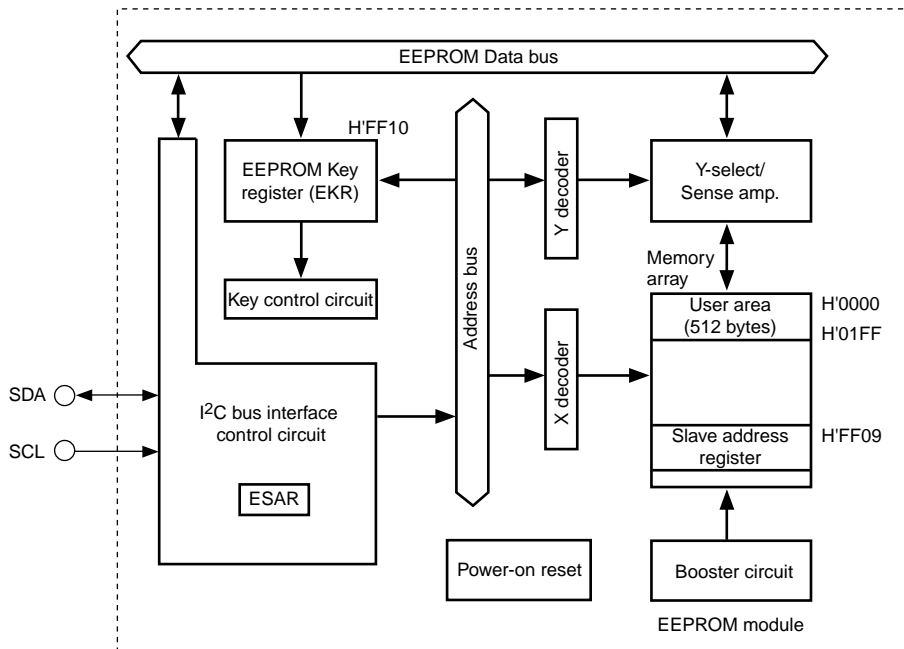 EEPROM Data bus
H'FF10
EEPROM Key
register (EKR)
Y decoder
Y-select/
Sense amp.
Key control circuit
Address bus
Memory
array
User area
(512 bytes)
H'0000
H'01FF
X decoder
SDA
SCL
I2C bus interface
control circuit
Slave address
register
H'FF09
ESAR
Power-on reset
Booster circuit
EEPROM module